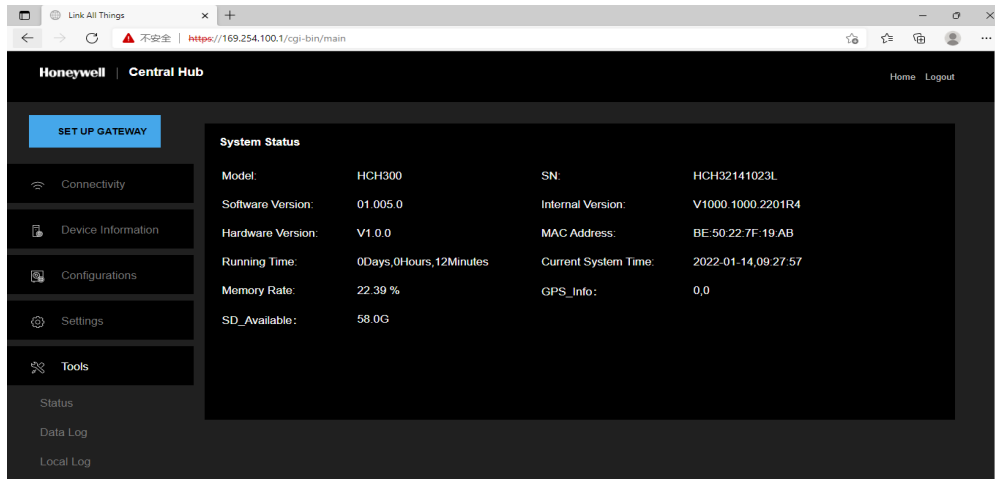 Link All Things
不安全 | https://169.254.100.1/cgi-bin/main
Honeywell | Central Hub
Home Logout
SET UP GATEWAY
Connectivity
Device Information
Configurations
Settings
Tools
Status
Data Log
Local Log
System Status
Model: HCH300 SN: HCH32141023L
Software Version: 01.005.0 Internal Version: V1000.1000.2201R4
Hardware Version: V1.0.0 MAC Address: BE:50:22:7F:19:AB
Running Time: 0Days,0Hours,12Minutes Current System Time: 2022-01-14,09:27:57
Memory Rate: 22.39 % GPS_Info: 0,0
SD_Available: 58.0G